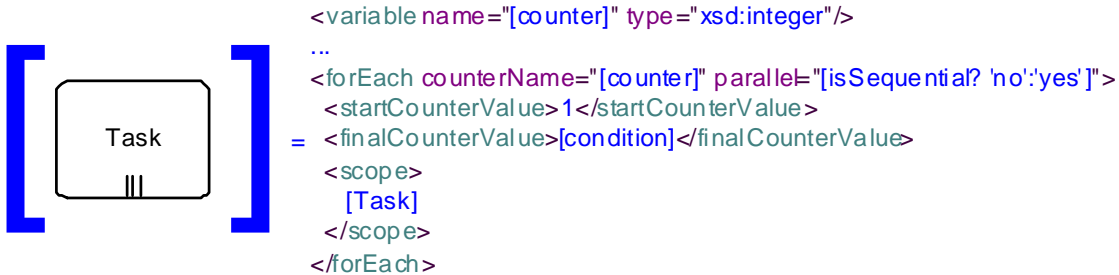 <variable name="[counter]" type="xsd:integer"/>
...
<forEach counterName="[counter]" parallel="[isSequential? 'no':'yes']">
<startCounterValue>1</startCounterValue>
Task
= <finalCounterValue>[condition]</finalCounterValue>
<scope>
[Task]
</scope>
</forEach>